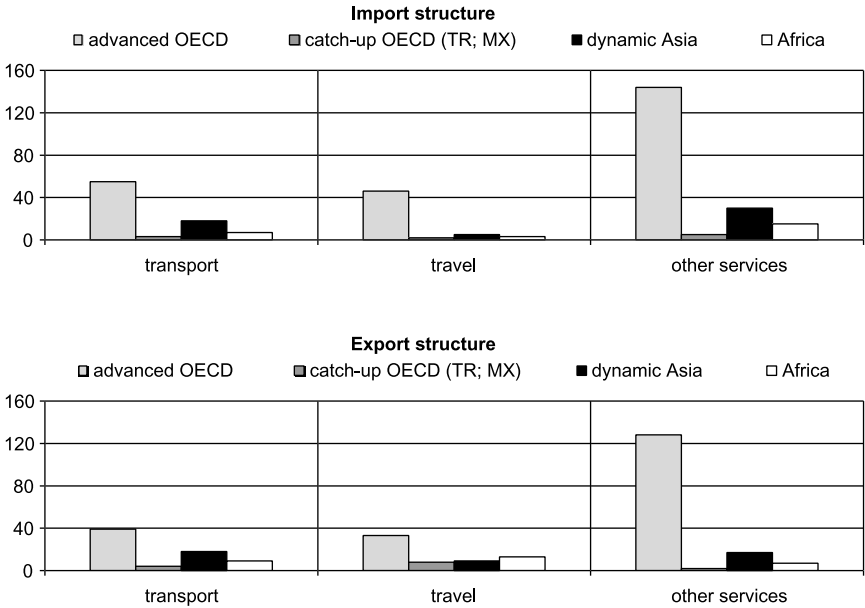 Import structure
advanced OECD catch-up OECD (TR; MX) dynamic Asia Africa
160
120
80
40
0
transport travel other services
Export structure
advanced OECD catch-up OECD (TR; MX) dynamic Asia Africa
160
120
80
40
0
transport travel other services